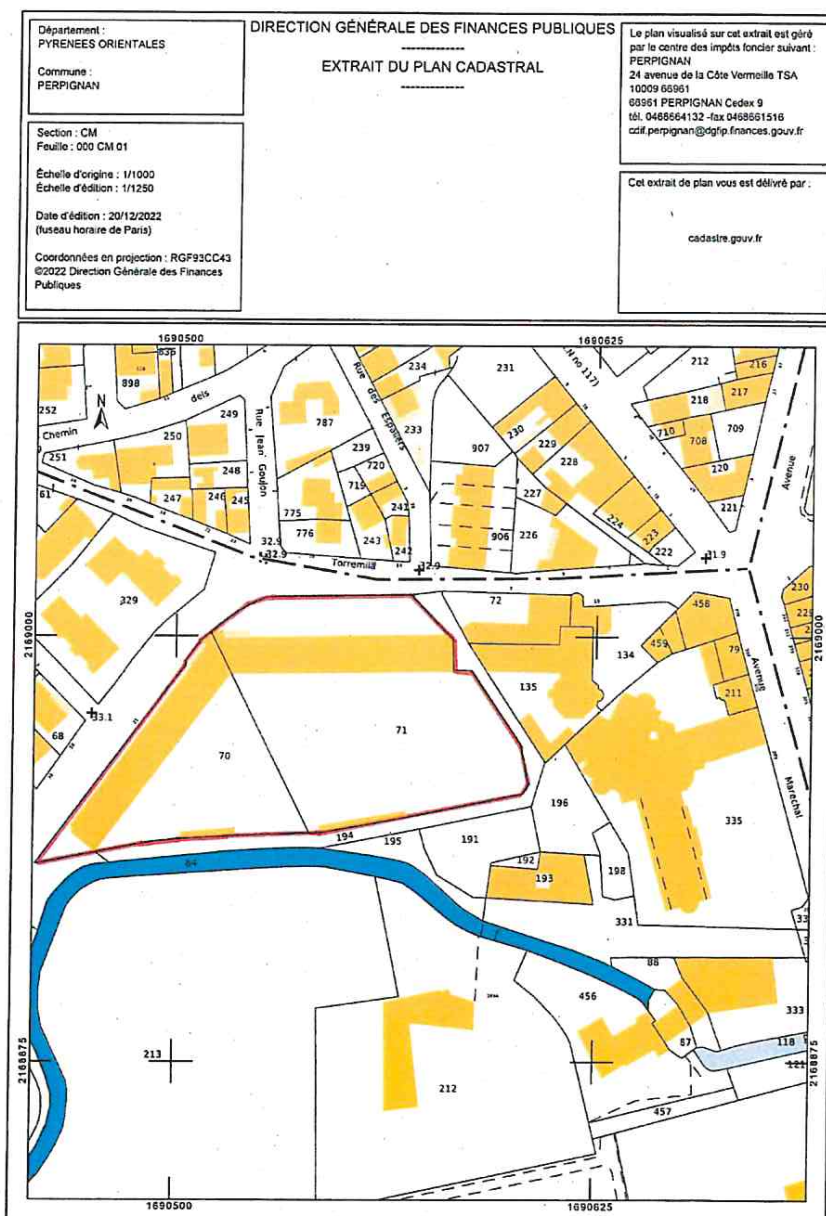 Département :
PYRENEES ORIENTALES
Commune :
PERPIGNAN
Section : CM
Feuille : 000 CM 01
Échelle d'origine : 1/1000
Échelle d'édition : 1/1250
Date d'édition : 20/12/2022
(fuseau horaire de Paris)
Coordonnées en projection : RGF93CC43
©2022 Direction Générale des Finances
Publiques
DIRECTION GÉNÉRALE DES FINANCES PUBLIQUES
-------------
EXTRAIT DU PLAN CADASTRAL
-------------
Le plan visualisé sur cet extrait est géré
par le centre des impôts foncier suivant :
PERPIGNAN
24 avenue de la Côte Vermeille TSA
10009 66961
66961 PERPIGNAN Cedex 9
tél. 0468664132 -fax 0468661516
cdif.perpignan@dgfip.finances.gouv.fr
Cet extrait de plan vous est délivré par :
cadastre.gouv.fr
1690500
1690625
835
898
234
231
(N no 117)
212
216
218
217
252
N
dels
249
787
Rue des Espaliers
233
Chemin
250
Rue Jean Goujon
230
710
708
709
251
239
907
229
228
220
Avenue
248
720
719
227
61
247
246
245
775
241
221
776
243
242
906
226
224
223
222
32.9
32.9
Torremila
32.9
31.9
329
72
458
230
229
2169000
2169000
134
459
79
Avenue
135
211
33.1
68
70
71
Marechal
196
335
194
195
191
192
193
198
84
331
88
456
333
2168875
213
87
118
121
2168875
212
457
1690500
1690625